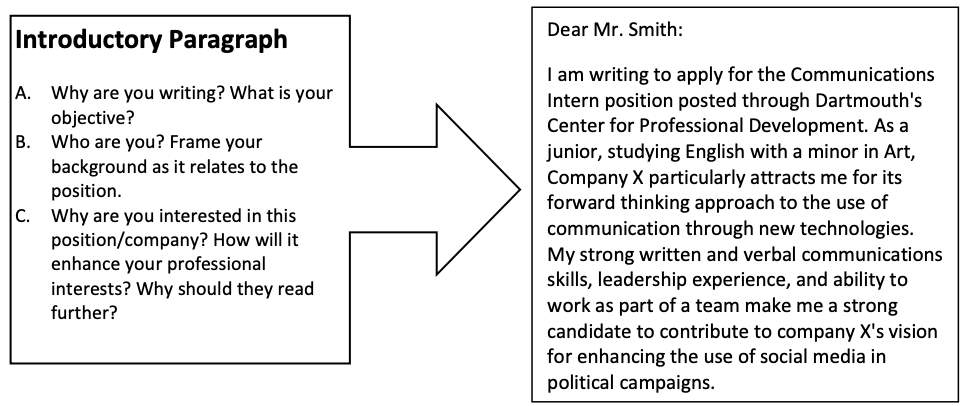 Introductory Paragraph
A. Why are you writing? What is your
objective?
B. Who are you? Frame your
background as it relates to the
position.
C. Why are you interested in this
position/company? How will it
enhance your professional
interests? Why should they read
further?
Dear Mr. Smith:
I am writing to apply for the Communications
Intern position posted through Dartmouth's
Center for Professional Development. As a
junior, studying English with a minor in Art,
Company X particularly attracts me for its
forward thinking approach to the use of
communication through new technologies.
My strong written and verbal communications
skills, leadership experience, and ability to
work as part of a team make me a strong
candidate to contribute to company X's vision
for enhancing the use of social media in
political campaigns.